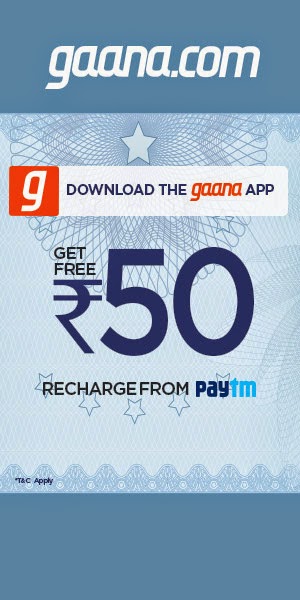 gaana.com
g DOWNLOAD THE gaana APP
GET
FREE
₹50
RECHARGE FROM paytm
*T&C Apply